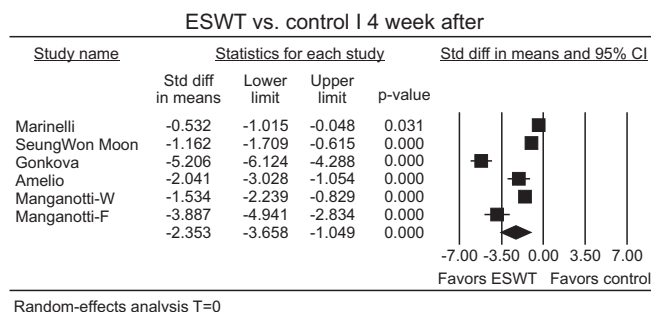 ESWT vs. control I 4 week after
Study name Statistics for each study Std diff in means and 95% CI
Std diff in means Lower limit Upper limit p-value
Marinelli -0.532 -1.015 -0.048 0.031
SeungWon Moon -1.162 -1.709 -0.615 0.000
Gonkova -5.206 -6.124 -4.288 0.000
Amelio -2.041 -3.028 -1.054 0.000
Manganotti-W -1.534 -2.239 -0.829 0.000
Manganotti-F -3.887 -4.941 -2.834 0.000
-2.353 -3.658 -1.049 0.000
-7.00 -3.50 0.00 3.50 7.00
Favors ESWT Favors control
Random-effects analysis T=0